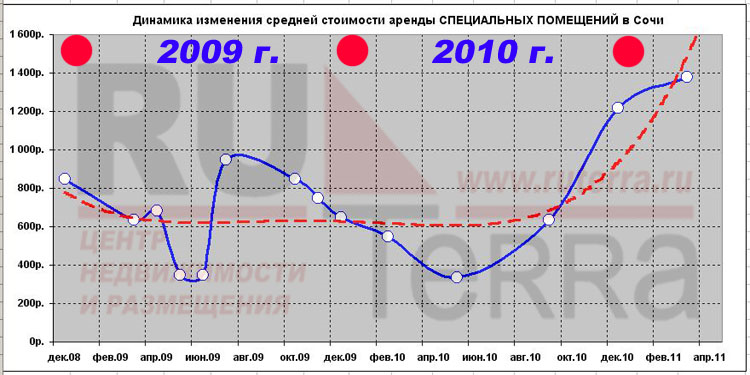 Динамика изменения средней стоимости аренды СПЕЦИАЛЬНЫХ ПОМЕЩЕНИЙ в Сочи
2009 г. 2010 г.
1 600р.
1 400р.
1 200р.
1 000р.
800р.
600р.
400р.
200р.
0р.
RU
www.ruterra.ru
TeRRa
ЦЕНТР
НЕДВИЖИМОСТИ
И РАЗМЕЩЕНИЯ
дек.08 фев.09 апр.09 июн.09 авг.09 окт.09 дек.09 фев.10 апр.10 июн.10 авг.10 окт.10 дек.10 фев.11 апр.11